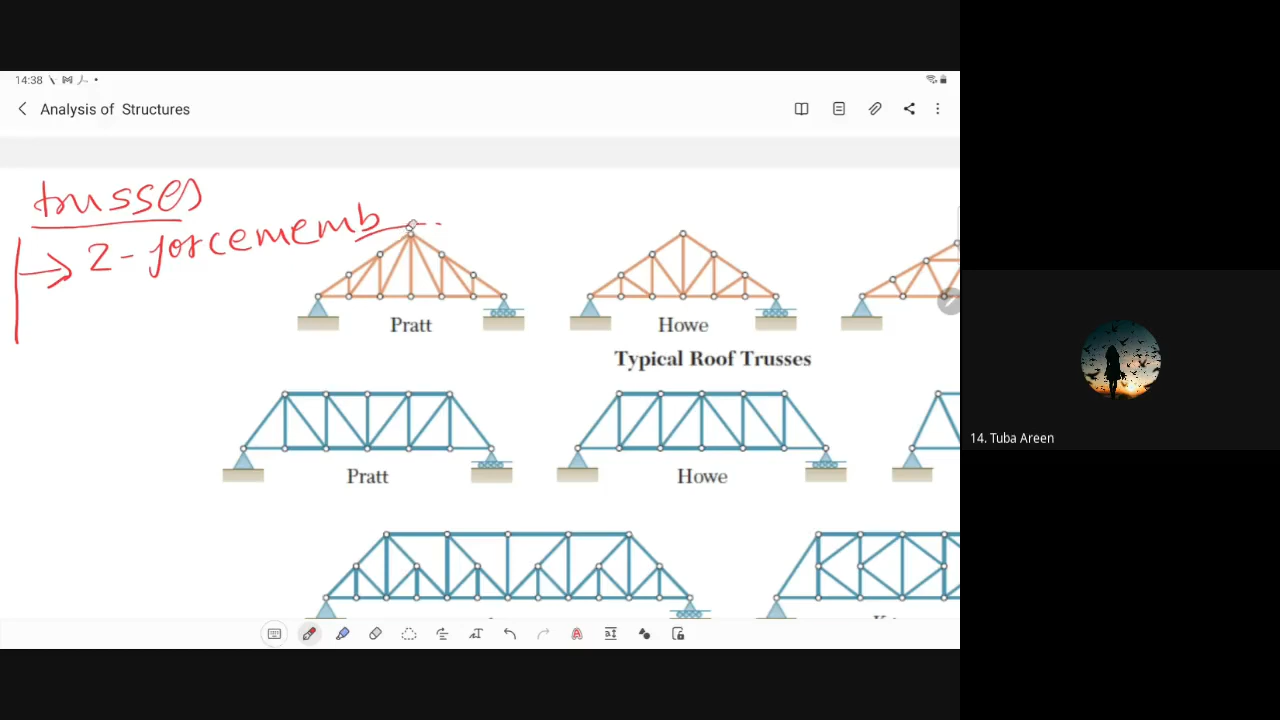 14:38
Analysis of Structures
trusses
→ 2-forcememb...
Pratt
Howe
Typical Roof Trusses
Pratt
Howe
14. Tuba Areen